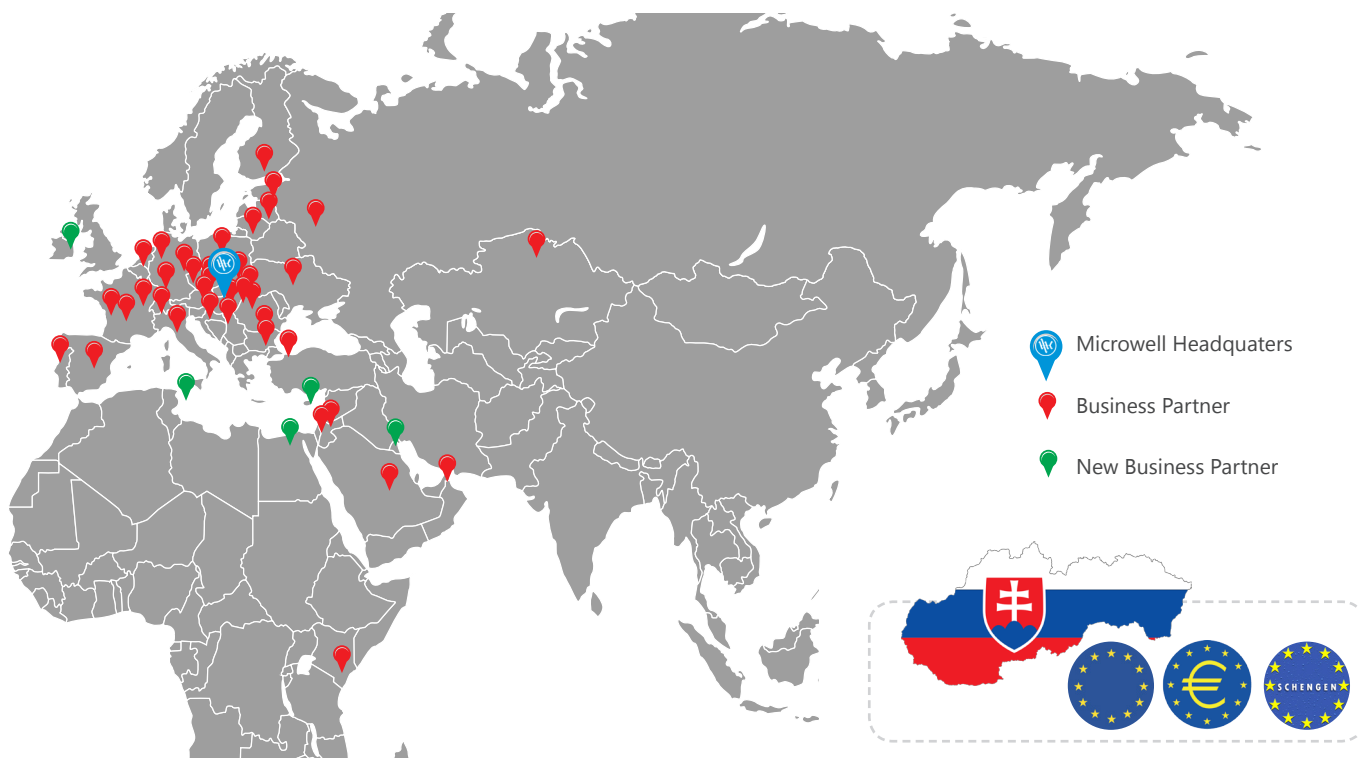 Microwell Headquaters
Business Partner
New Business Partner
€
SCHENGEN